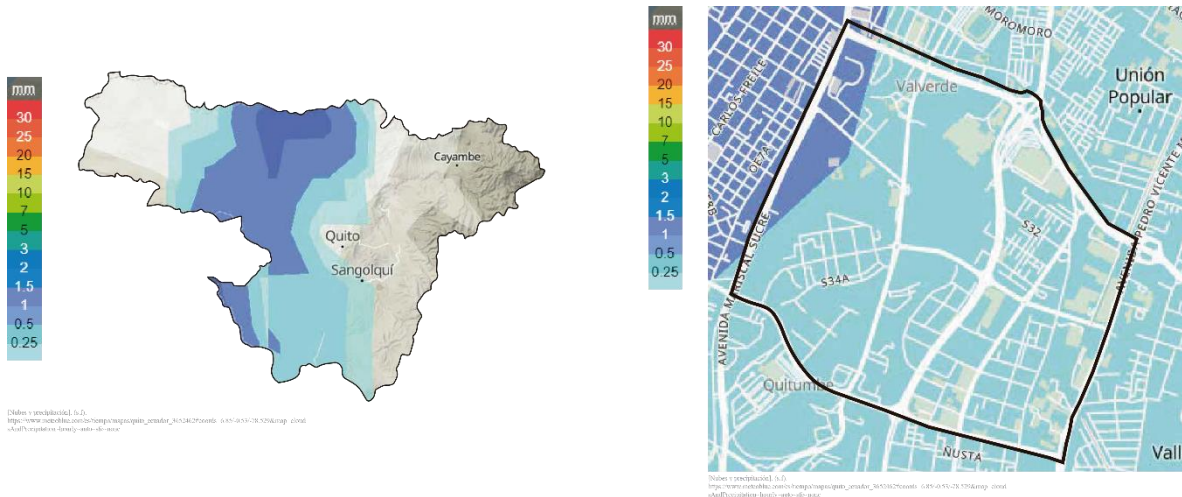 mm
30
25
20
15
10
7
5
3
2
1.5
1
0.5
0.25
Cayambe
Quito
Sangolquí
[Nubes y precipitación]. (s.f).
mm
30
25
20
15
10
7
5
3
2
1.5
1
0.5
0.25
MOROMORO
Unión
Popular
Valverde
CARLOS FREILE
OE7A
S32
S34A
AVENIDA MARISCAL SUCRE
AVENIDA PEDRO VICENTE M
Quitumbe
ÑUSTA
Vall
[Nubes y precipitación]. (s.f).